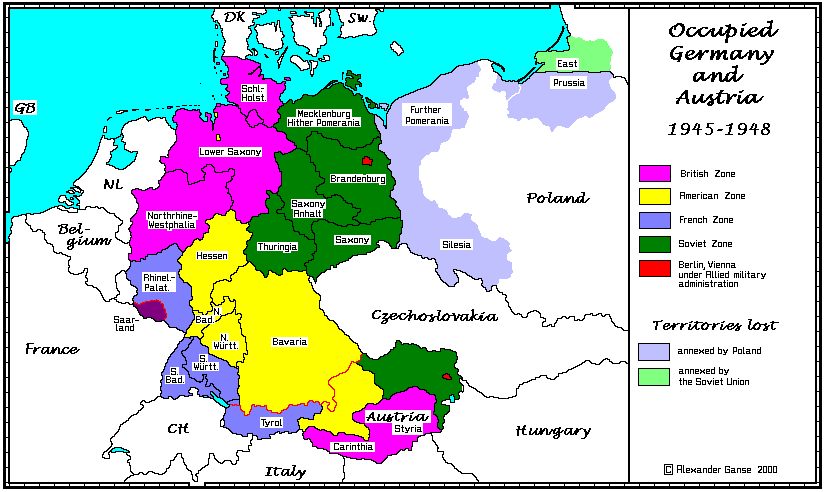 Occupied
Germany
and
Austria
1945-1948
British Zone
American Zone
French Zone
Soviet Zone
Berlin, Vienna
under Allied military
administration
Territories lost
annexed by Poland
annexed by
the Soviet Union
© Alexander Ganse 2000
DK
SW.
GB
NL
Bel-
gium
France
CH
Italy
Poland
Czechoslovakia
Hungary
Austria
East
Prussia
Further
Pomerania
Silesia
Schl-
Holst.
Mecklenburg
Hither Pomerania
Lower Saxony
Brandenburg
Saxony
Anhalt
Northrhine-
Westphalia
Thuringia
Saxony
Hessen
Rhinel-
Palat.
Saar-
land
N.
Bad.
N.
Württ.
S.
Württ.
S.
Bad.
Bavaria
Tyrol
Styria
Carinthia